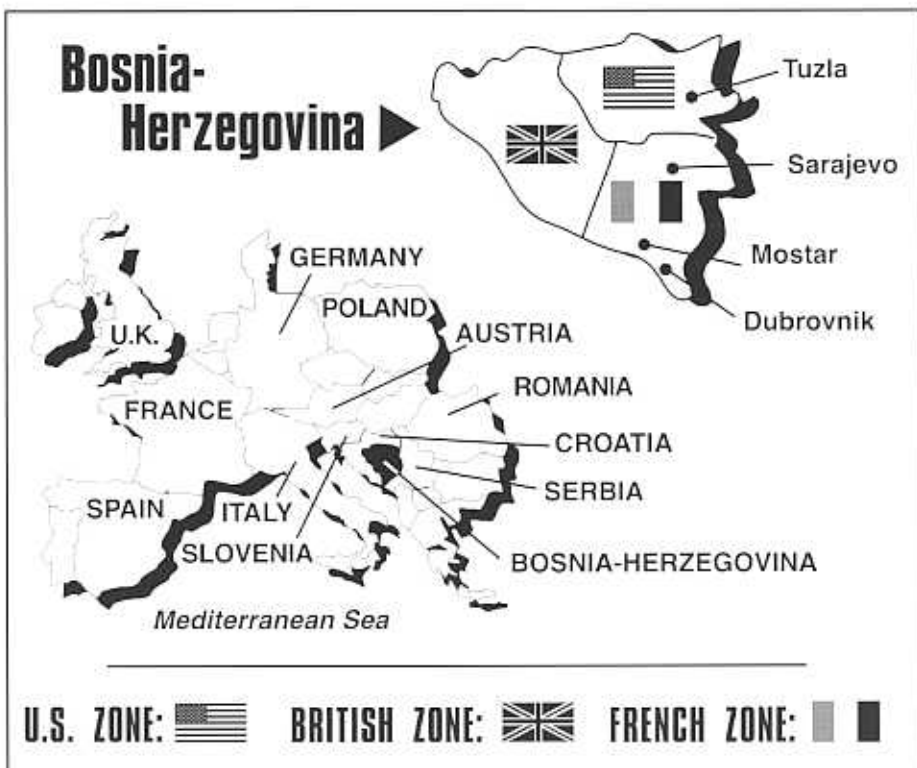 Bosnia-
Herzegovina
Tuzla
Sarajevo
Mostar
Dubrovnik
GERMANY
POLAND
U.K.
AUSTRIA
ROMANIA
FRANCE
CROATIA
SERBIA
SPAIN
ITALY
SLOVENIA
BOSNIA-HERZEGOVINA
Mediterranean Sea
U.S. ZONE: BRITISH ZONE: FRENCH ZONE: